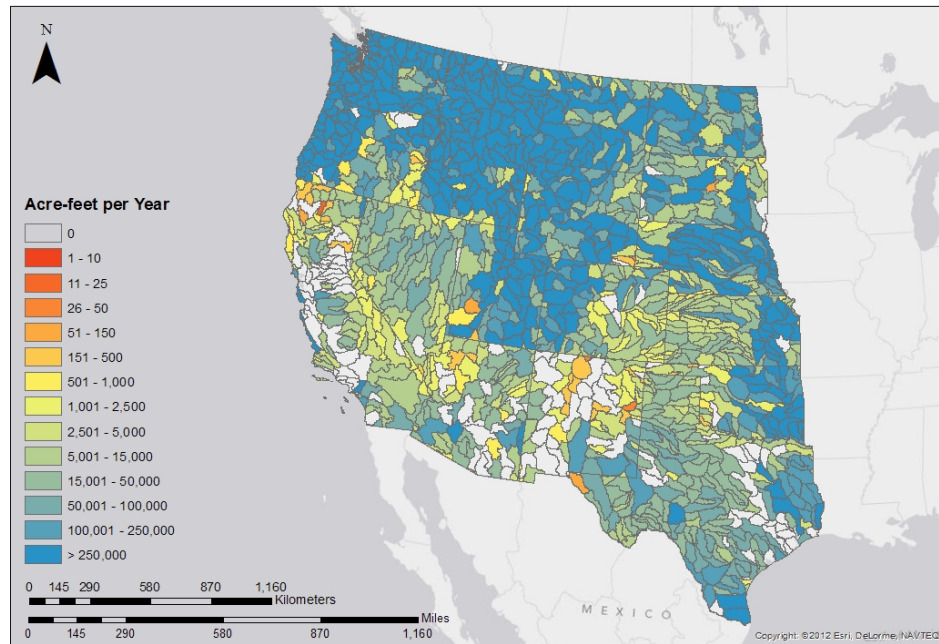 N
Acre-feet per Year
0
1 - 10
11 - 25
26 - 50
51 - 150
151 - 500
501 - 1,000
1,001 - 2,500
2,501 - 5,000
5,001 - 15,000
15,001 - 50,000
50,001 - 100,000
100,001 - 250,000
> 250,000
0 145 290 580 870 1,160
Kilometers
Miles
0 145 290 580 870 1,160
MEXICO
Copyright: ©2012 Esri, DeLorme, NAVTEQ